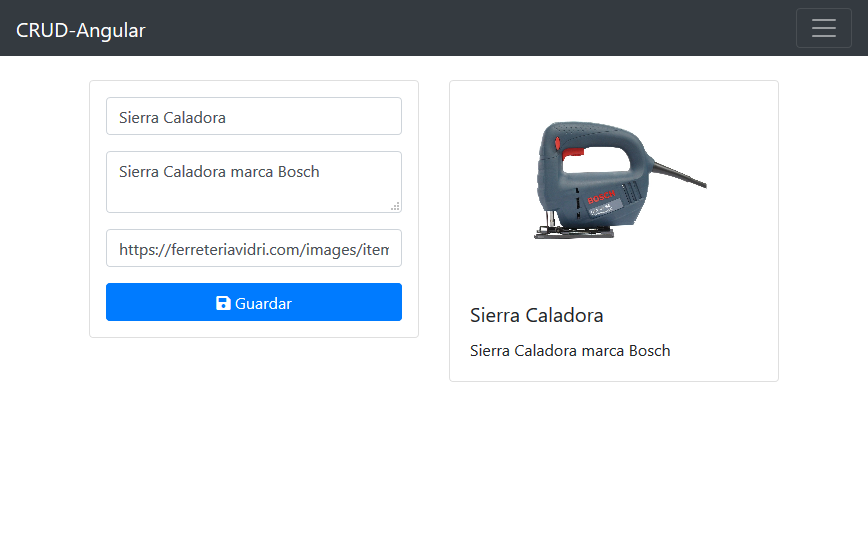 CRUD-Angular
Sierra Caladora
Sierra Caladora marca Bosch
https://ferreteriavidri.com/images/item
Guardar
BOSCH
Sierra Caladora
Sierra Caladora marca Bosch